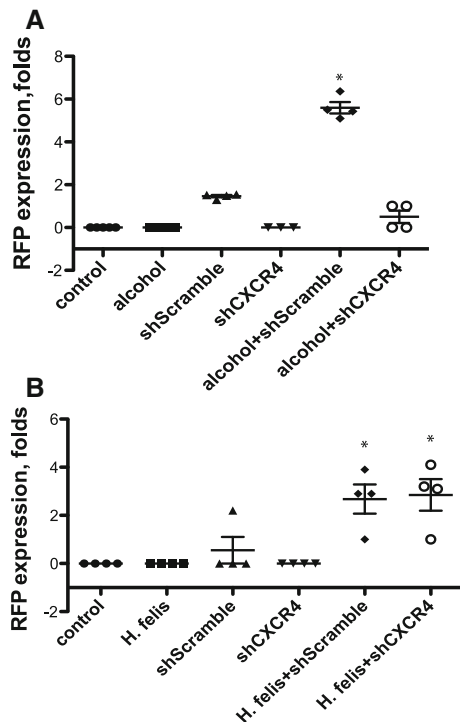 A
RFP expression,folds
8
6
4
2
0
-2
*
control
alcohol
shScramble
shCXCR4
alcohol+shScramble
alcohol+shCXCR4
B
RFP expression, folds
6
4
2
0
-2
*
*
control
H. felis
shScramble
shCXCR4
H. felis+shScramble
H. felis+shCXCR4